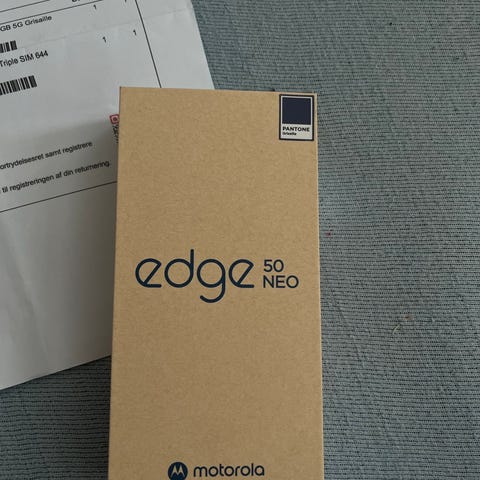 GB 5G Grisaille
1 1
Triple SIM 644
1 1
ortrydelsesret samt registrere
til registreringen af din returnering.
PANTONE
Grisaille
edge 50
NEO
motorola